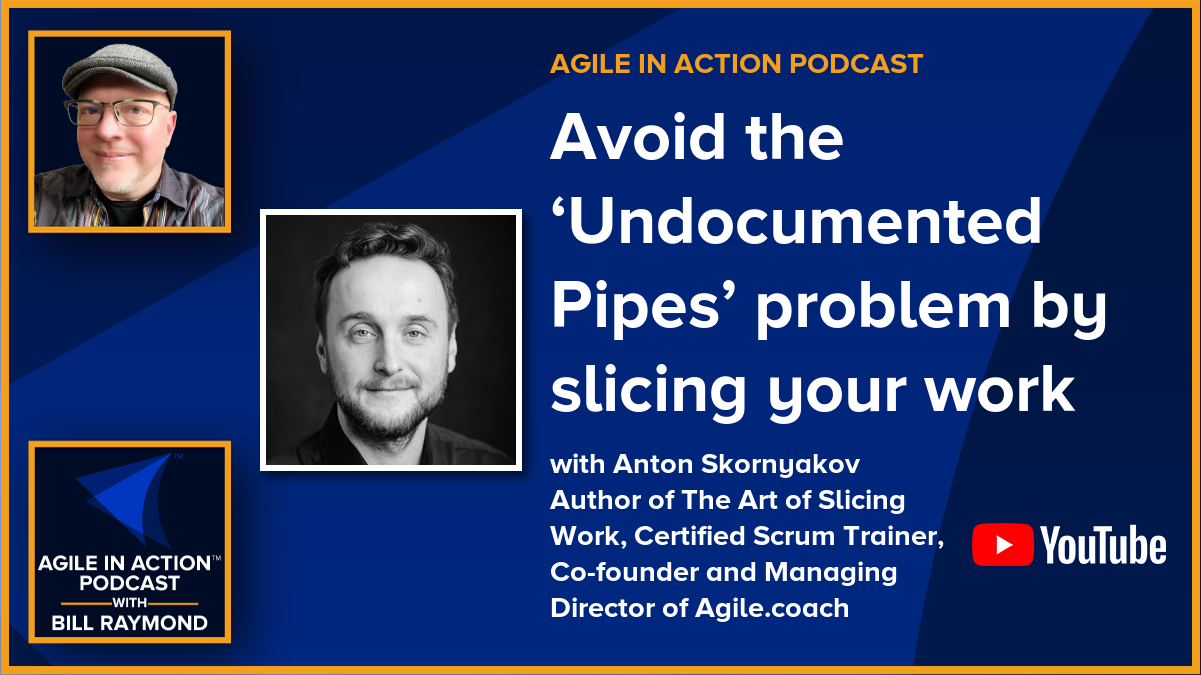 AGILE IN ACTION PODCAST
Avoid the
‘Undocumented
Pipes’ problem by
slicing your work
with Anton Skornyakov
Author of The Art of Slicing
Work, Certified Scrum Trainer,
Co-founder and Managing
Director of Agile.coach
YouTube
TM
AGILE IN ACTION™
PODCAST
WITH
BILL RAYMOND